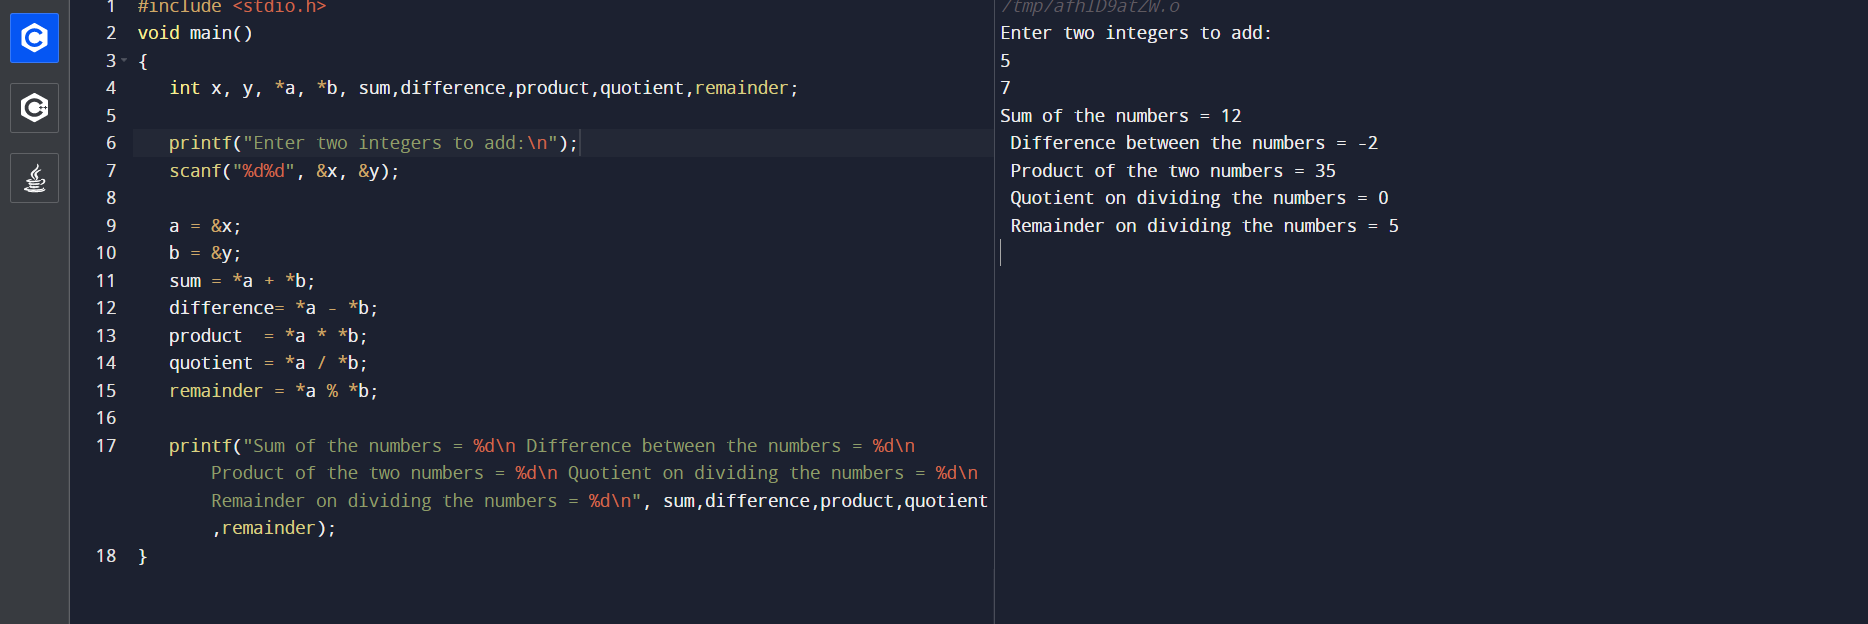 1 #include <stdio.h>
2 void main()
3 {
4 int x, y, *a, *b, sum,difference,product,quotient,remainder;
5
6 printf("Enter two integers to add:\n");
7 scanf("%d%d", &x, &y);
8
9 a = &x;
10 b = &y;
11 sum = *a + *b;
12 difference= *a - *b;
13 product  = *a * *b;
14 quotient = *a / *b;
15 remainder = *a % *b;
16
17 printf("Sum of the numbers = %d\n Difference between the numbers = %d\n
Product of the two numbers = %d\n Quotient on dividing the numbers = %d\n
Remainder on dividing the numbers = %d\n", sum,difference,product,quotient
,remainder);
18 }
/tmp/afhID9atZW.o
Enter two integers to add:
5
7
Sum of the numbers = 12
Difference between the numbers = -2
Product of the two numbers = 35
Quotient on dividing the numbers = 0
Remainder on dividing the numbers = 5